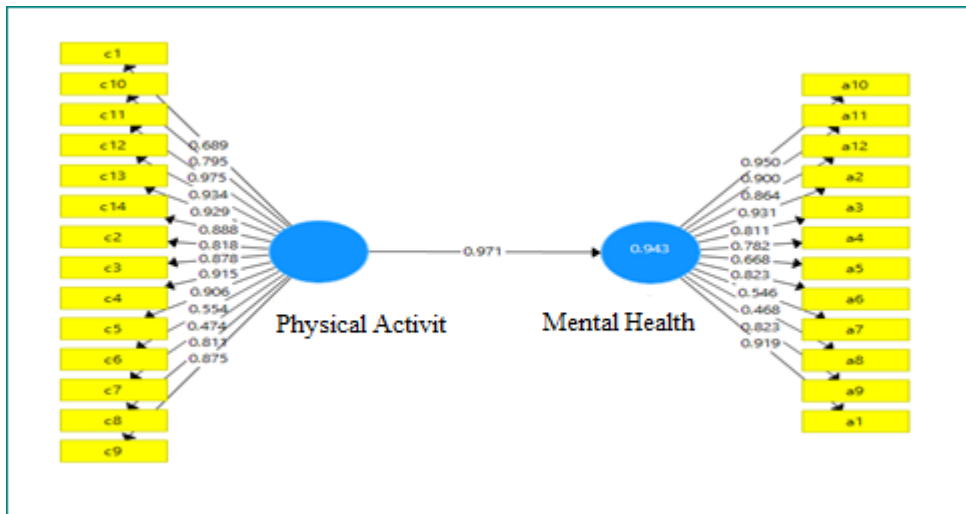 c1
c10
c11
c12
c13
c14
c2
c3
c4
c5
c6
c7
c8
c9
0.689
0.795
0.975
0.934
0.929
0.888
0.818
0.878
0.915
0.906
0.554
0.474
0.811
0.875
Physical Activit
0.971
0.943
Mental Health
0.950
0.900
0.864
0.931
0.811
0.782
0.668
0.823
0.546
0.468
0.823
0.919
a10
a11
a12
a2
a3
a4
a5
a6
a7
a8
a9
a1